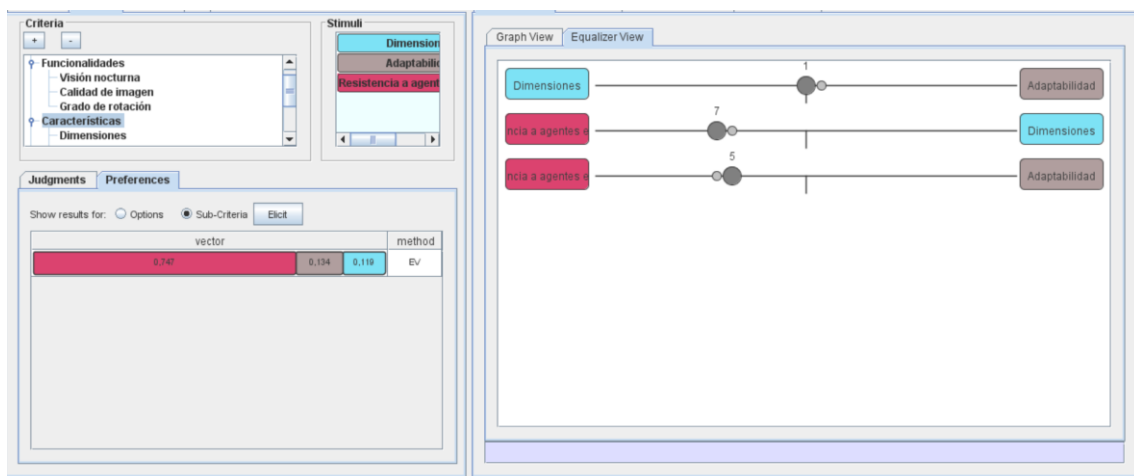 Criteria
+ -
Funcionalidades
Visión nocturna
Calidad de imagen
Grado de rotación
Características
Dimensiones
Stimuli
Dimension
Adaptabilid
Resistencia a agent
Judgments Preferences
Show results for: Options Sub-Criteria Elicit
vector method
0,747 0,134 0,119 EV
Graph View Equalizer View
1
Dimensiones Adaptabilidad
7
ncia a agentes e Dimensiones
5
ncia a agentes e Adaptabilidad